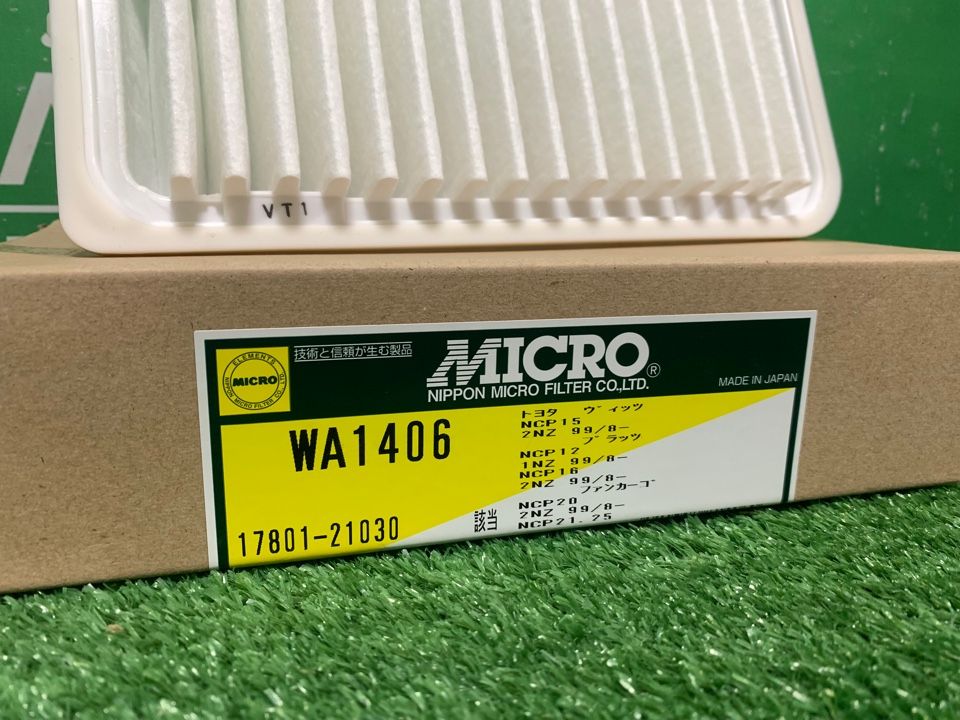 VT1
技術と信頼が生む製品
MICRO®
NIPPON MICRO FILTER CO.,LTD.
MADE IN JAPAN
ELEMENTS
MICRO
NIPPON MICRO FILTER CO., LTD.
WA1406
17801-21030
該当
トヨタ ヴィッツ
NCP15
2NZ 99/8-
プラッツ
NCP12
1NZ 99/8-
NCP16
2NZ 99/8-
ファンカーゴ
NCP20
2NZ 99/8-
NCP21.25